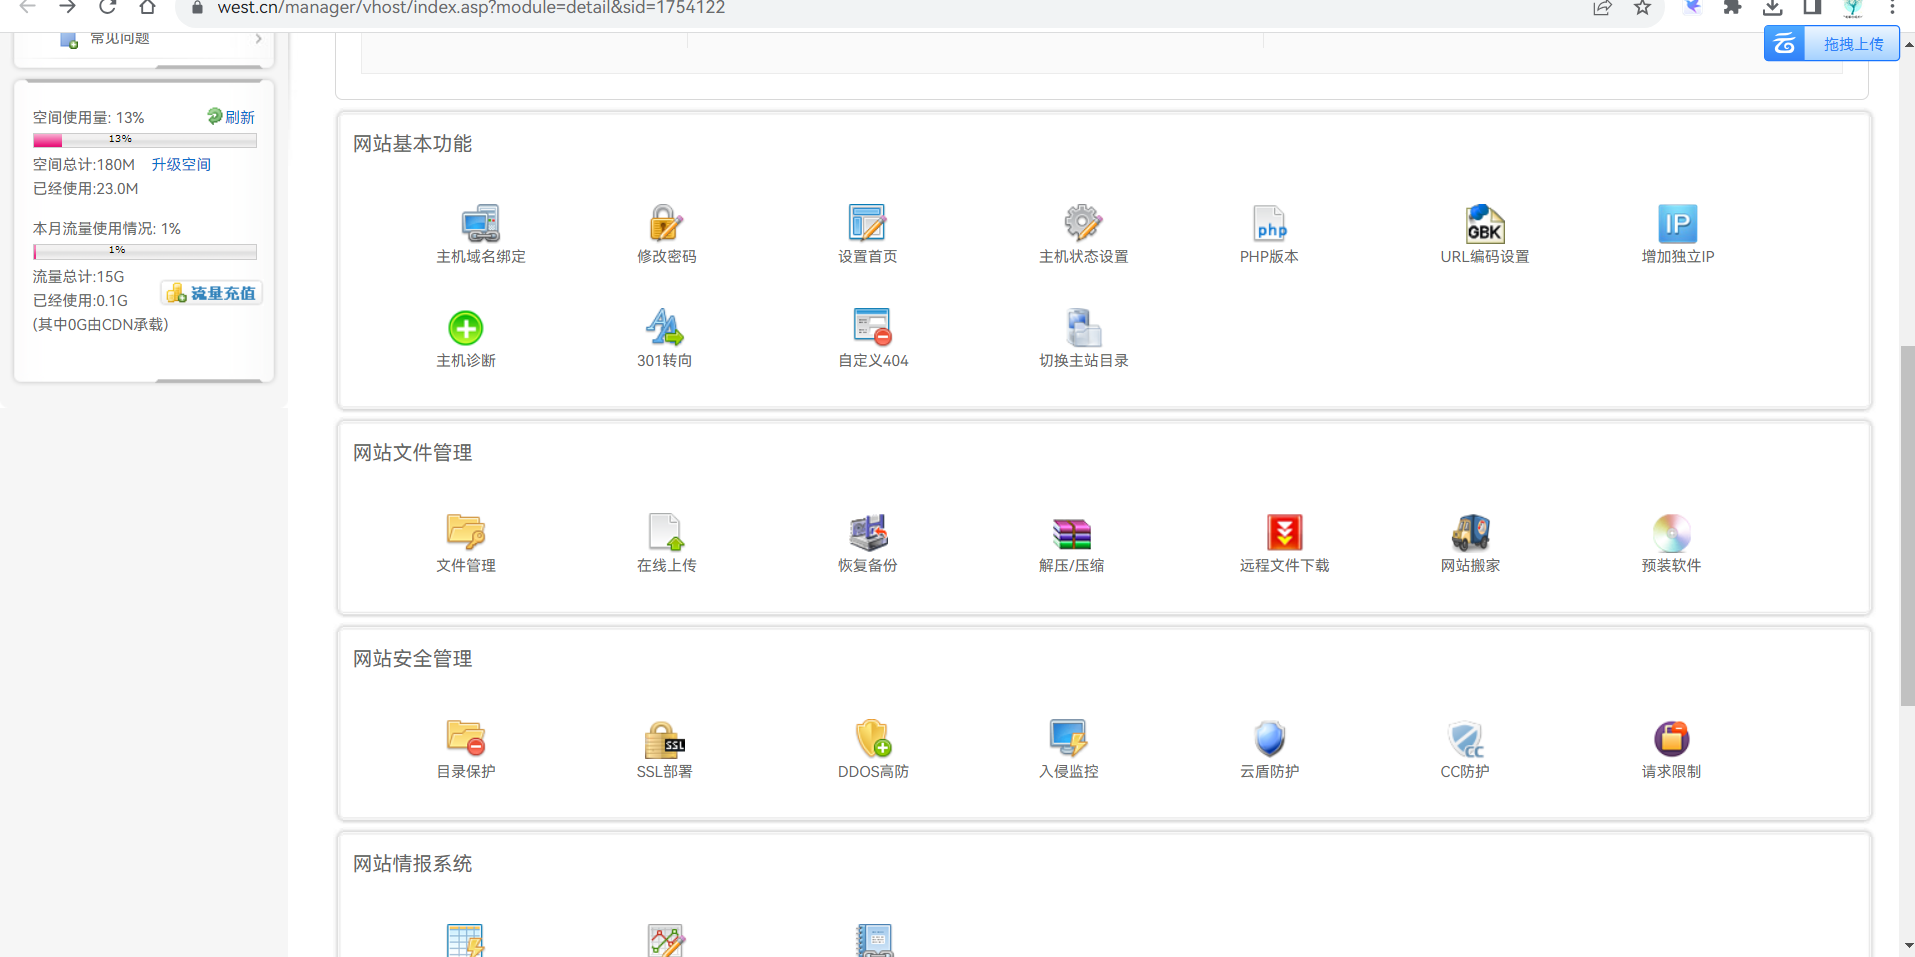 west.cn/manager/vhost/index.asp?module=detail&sid=1754122
拖拽上传
常见问题
空间使用量: 13%
刷新
13%
空间总计:180M 升级空间
已经使用:23.0M
本月流量使用情况: 1%
1%
流量总计:15G
已经使用:0.1G
流量充值
(其中0G由CDN承载)
网站基本功能
主机域名绑定
修改密码
设置首页
主机状态设置
php
PHP版本
GBK
URL编码设置
IP
增加独立IP
主机诊断
301转向
自定义404
切换主站目录
网站文件管理
文件管理
在线上传
恢复备份
解压/压缩
远程文件下载
网站搬家
预装软件
网站安全管理
目录保护
SSL
SSL部署
DDOS高防
入侵监控
云盾防护
CC
CC防护
请求限制
网站情报系统